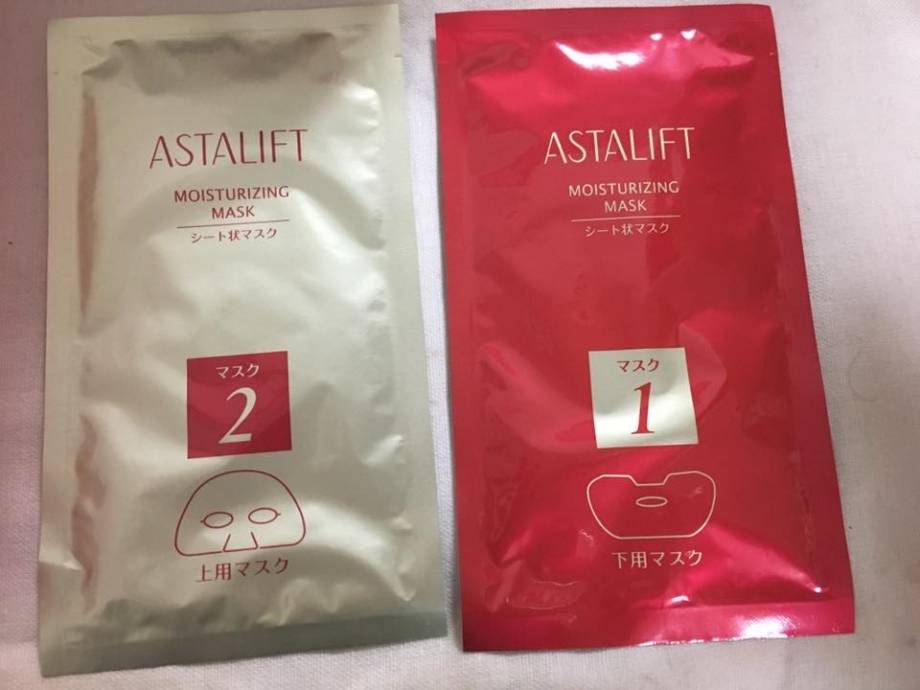 ASTALIFT
MOISTURIZING
MASK
シート状マスク
マスク
2
上用マスク
ASTALIFT
MOISTURIZING
MASK
シート状マスク
マスク
1
下用マスク